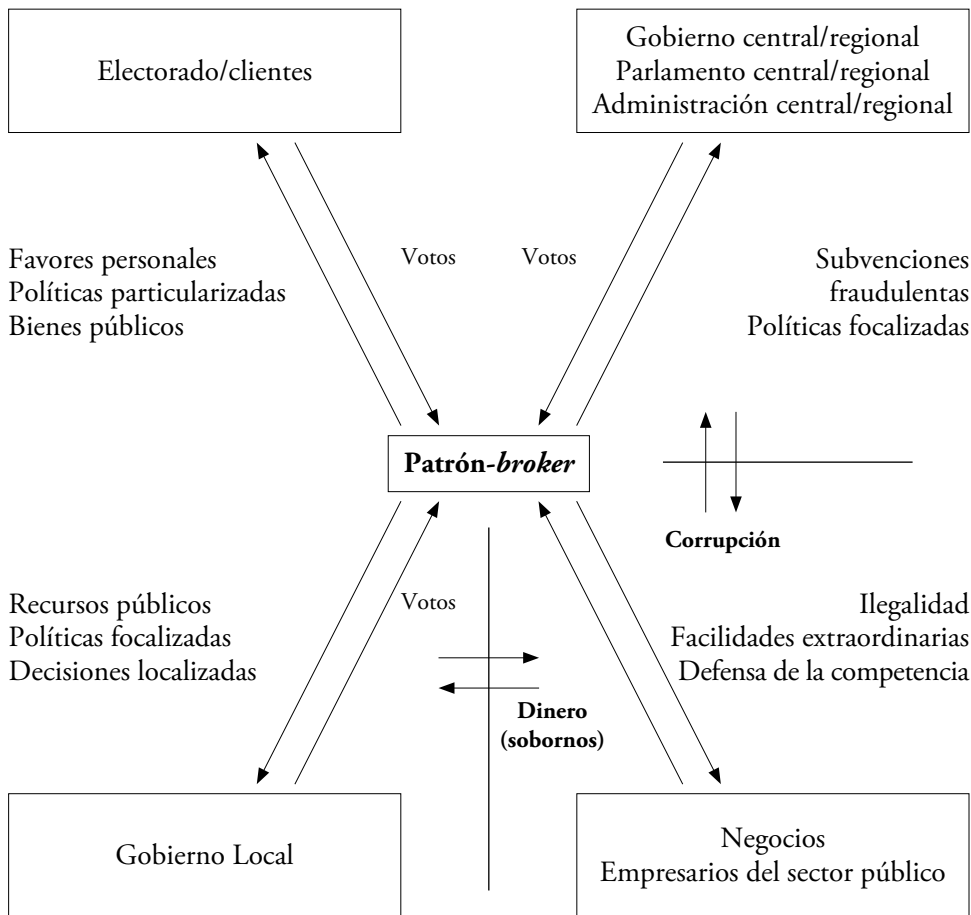 Electorado/clientes
Gobierno central/regional
Parlamento central/regional
Administración central/regional
Favores personales
Políticas particularizadas
Bienes públicos
Votos
Votos
Subvenciones
fraudulentas
Políticas focalizadas
Patrón-broker
Corrupción
Recursos públicos
Políticas focalizadas
Decisiones localizadas
Votos
Ilegalidad
Facilidades extraordinarias
Defensa de la competencia
Dinero
(sobornos)
Gobierno Local
Negocios
Empresarios del sector público